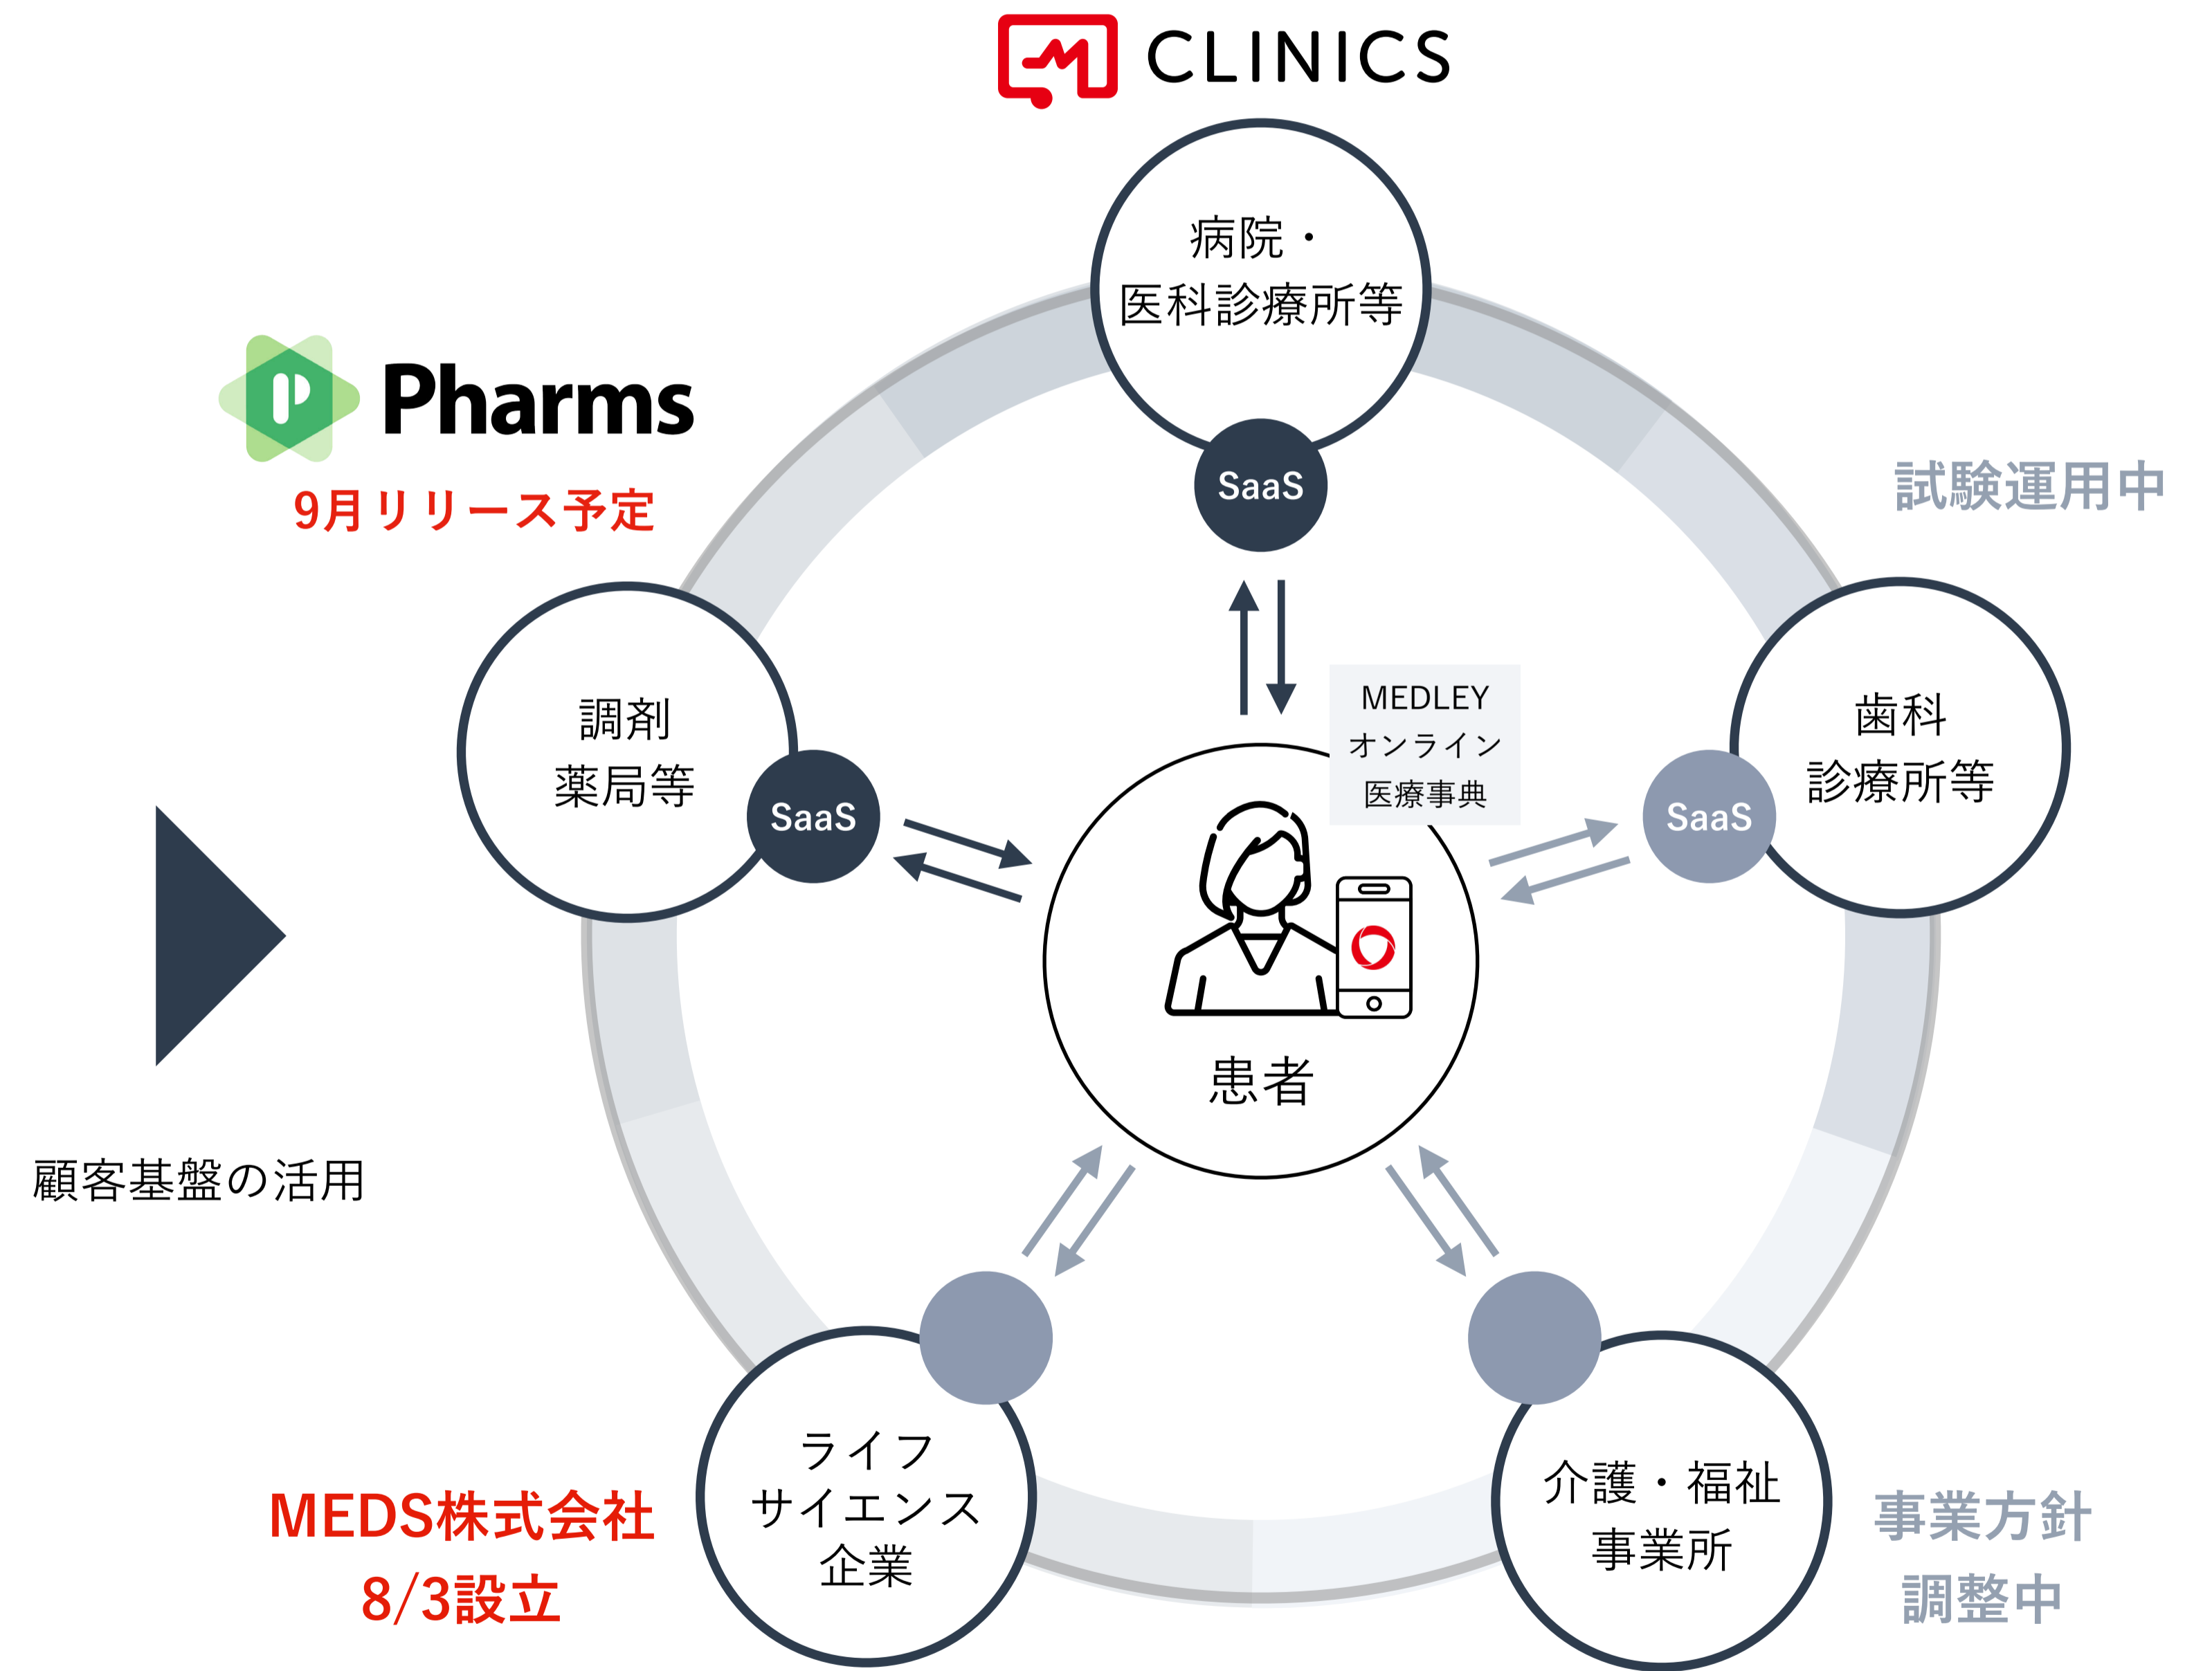 CLINICS
病院・
医科診療所等
SaaS
Pharms
9月リリース予定
調剤
薬局等
SaaS
試験運用中
歯科
診療所等
SaaS
MEDLEY
オンライン
医療事典
患者
顧客基盤の活用
ライフ
サイエンス
企業
MEDS株式会社
8/3設立
介護・福祉
事業所
事業方針
調整中